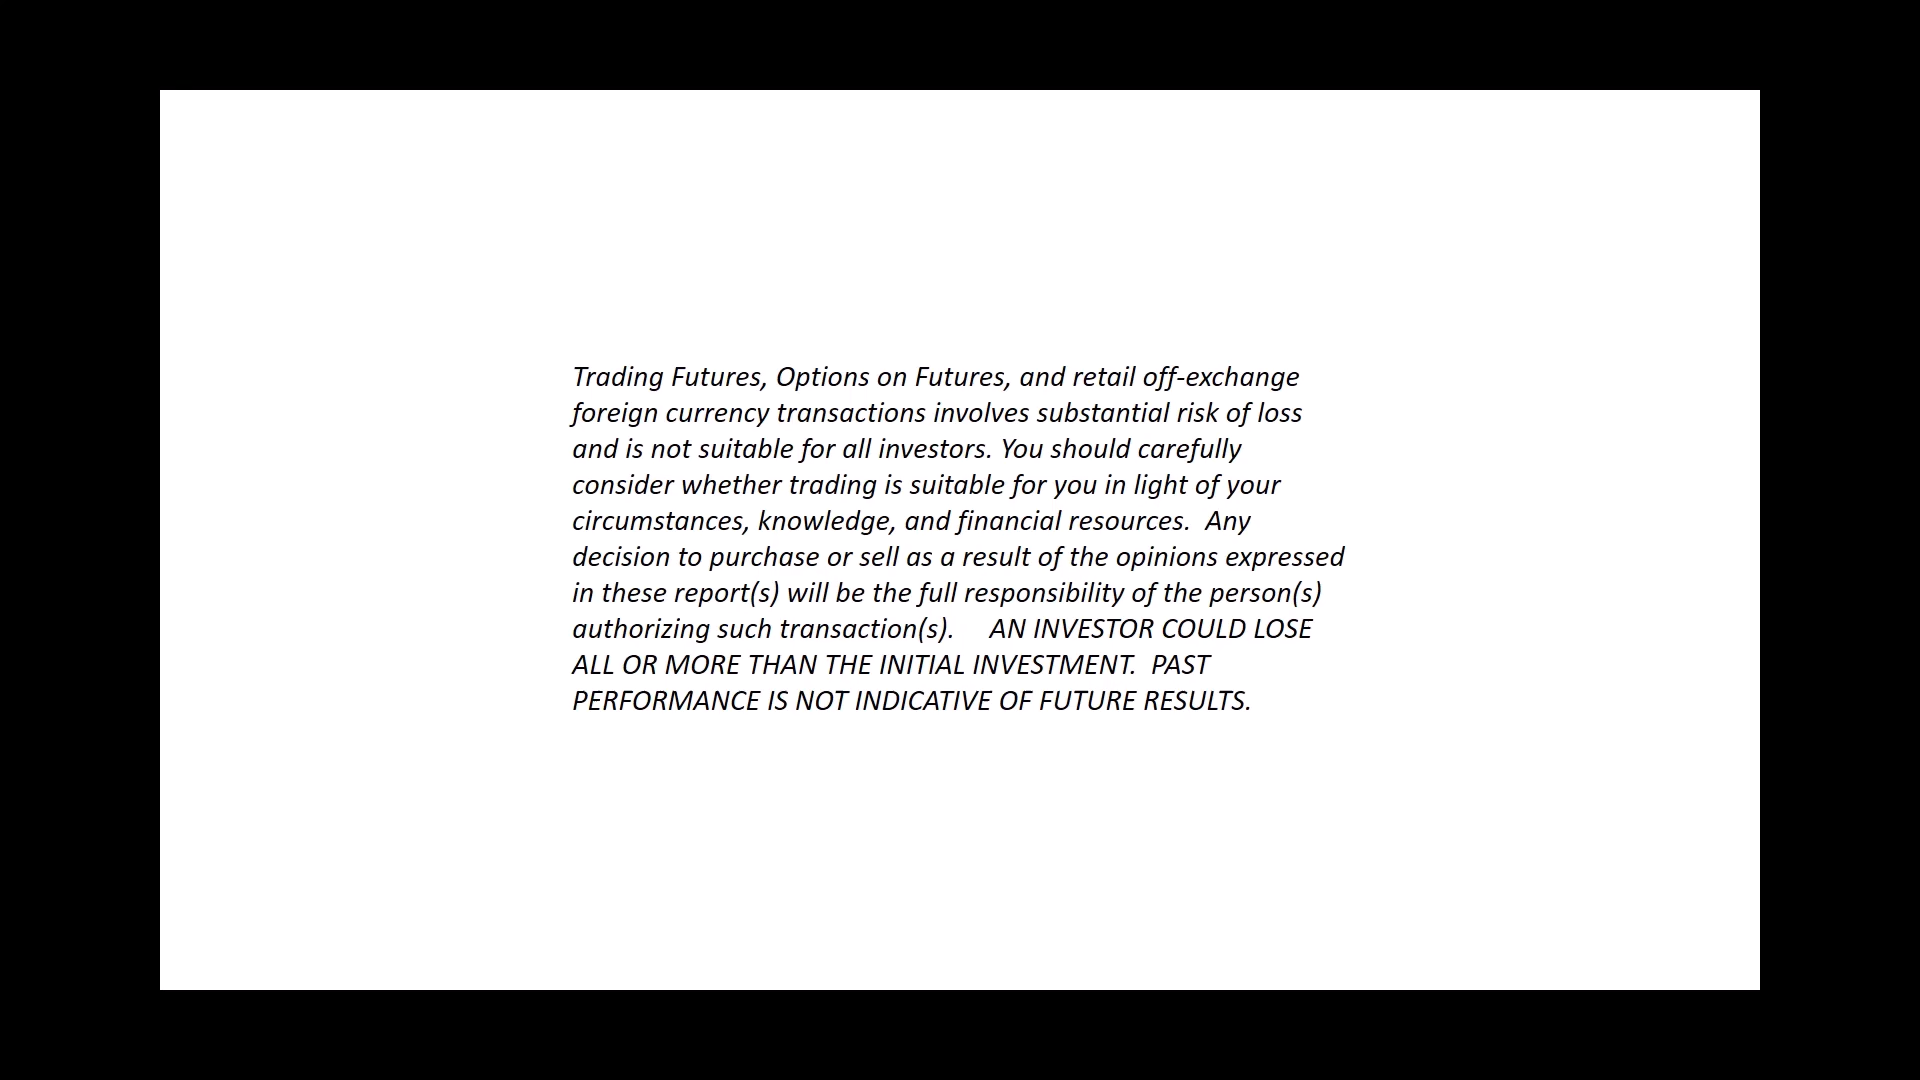 Trading Futures, Options on Futures, and retail off-exchange
foreign currency transactions involves substantial risk of loss
and is not suitable for all investors. You should carefully
consider whether trading is suitable for you in light of your
circumstances, knowledge, and financial resources.  Any
decision to purchase or sell as a result of the opinions expressed
in these report(s) will be the full responsibility of the person(s)
authorizing such transaction(s).     AN INVESTOR COULD LOSE
ALL OR MORE THAN THE INITIAL INVESTMENT.  PAST
PERFORMANCE IS NOT INDICATIVE OF FUTURE RESULTS.